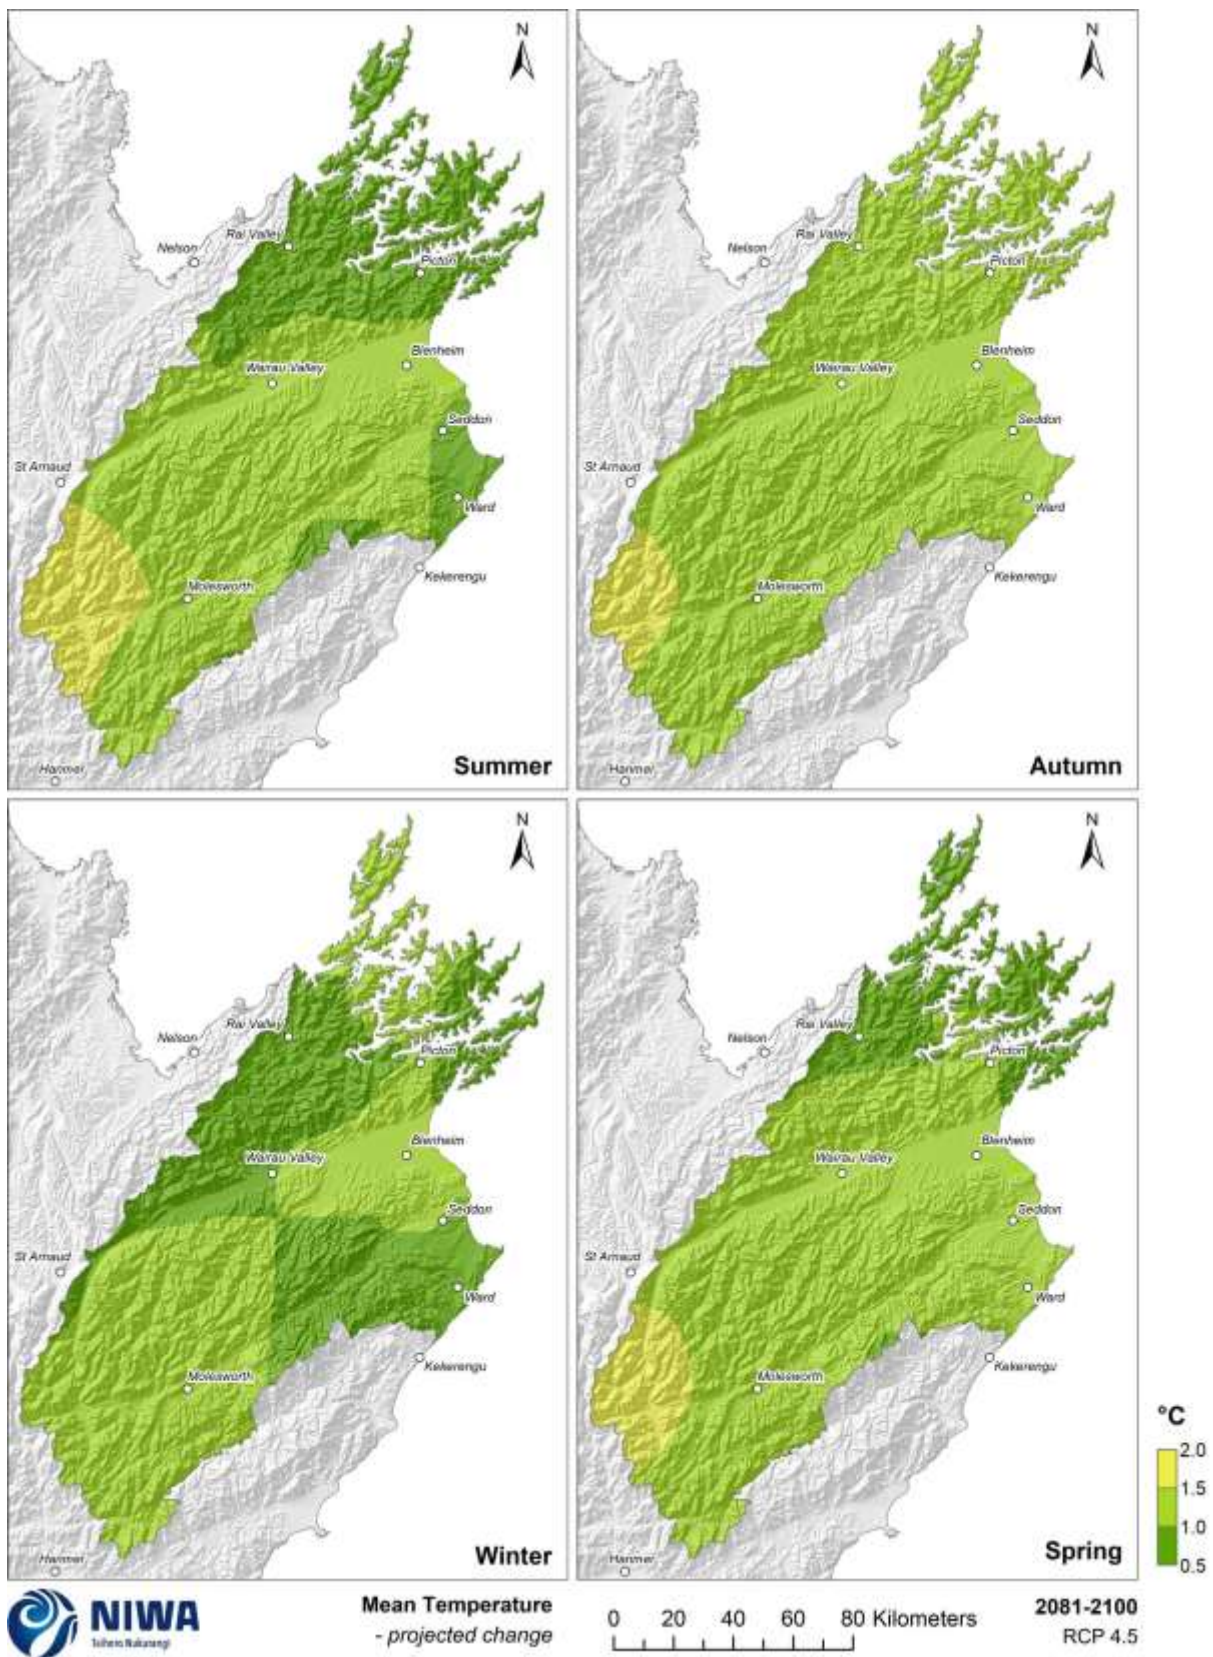 N
Nelson
Rai Valley
Picton
Wairau Valley
Blenheim
Seddon
St Arnaud
Ward
Molesworth
Kekerengu
Hanmer
Summer
N
Nelson
Rai Valley
Picton
Wairau Valley
Blenheim
Seddon
St Arnaud
Ward
Molesworth
Kekerengu
Hanmer
Autumn
N
Nelson
Rai Valley
Picton
Wairau Valley
Blenheim
Seddon
St Arnaud
Ward
Molesworth
Kekerengu
Hanmer
Winter
N
Nelson
Rai Valley
Picton
Wairau Valley
Blenheim
Seddon
St Arnaud
Ward
Molesworth
Kekerengu
Hanmer
Spring
°C
2.0
1.5
1.0
0.5
NIWA
Taihoro Nukurangi
Mean Temperature
- projected change
0 20 40 60 80 Kilometers
2081-2100
RCP 4.5